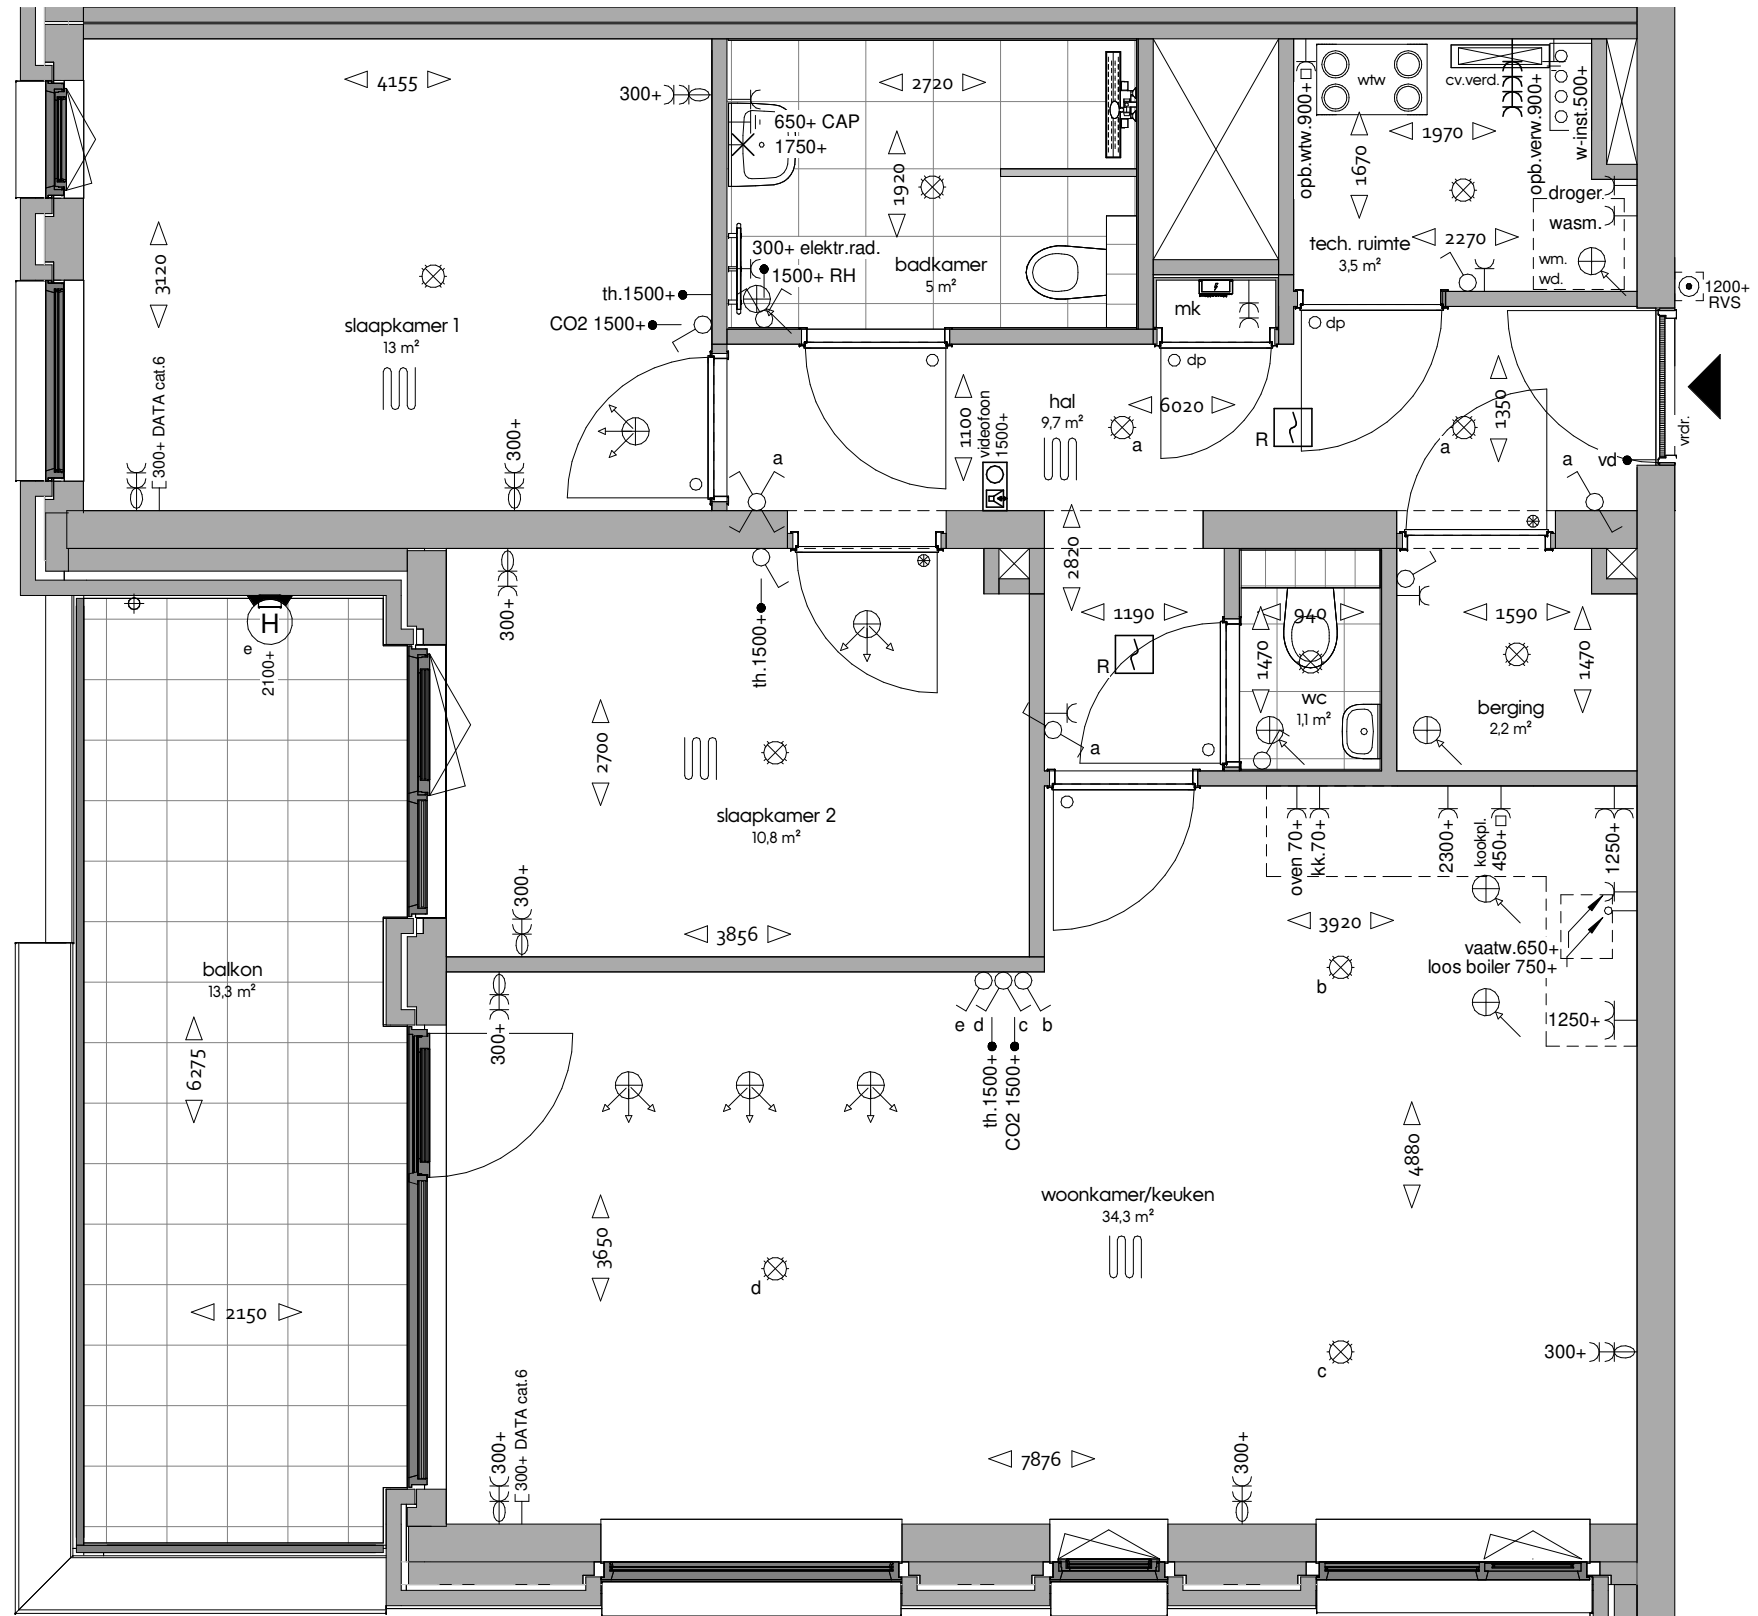 4155
300+
650+ CAP
1750+
2720
1920
opb.wtw.900+
wtw
cv.verd.
1970
1670
opb.verw.900+
w-inst.500+
droger
wasm.
wm.
wd.
2270
tech. ruimte
3,5 m²
1200+
RVS
3120
slaapkamer 1
13 m²
th.1500+
CO2 1500+
300+ elektr.rad.
1500+ RH
badkamer
5 m²
mk
dp
dp
300+ DATA cat.6
300+
a
1100
videofoon
1500+
hal
9,7 m²
a
6020
R
a
1350
vd
a
vrdr.
300+
th.1500+
2820
1190
R
940
1470
wc
1,1 m²
1590
1470
berging
2,2 m²
H
e
2100+
2700
slaapkamer 2
10,8 m²
a
300+
3856
oven 70+
kk.70+
2300+
kookpl.
450+
1250+
3920
vaatw.650+
loos boiler 750+
b
1250+
balkon
13,3 m²
6275
2150
300+
e
d
c
b
th.1500+
CO2 1500+
4880
woonkamer/keuken
34,3 m²
3650
d
c
300+
300+
300+ DATA cat.6
7876
300+